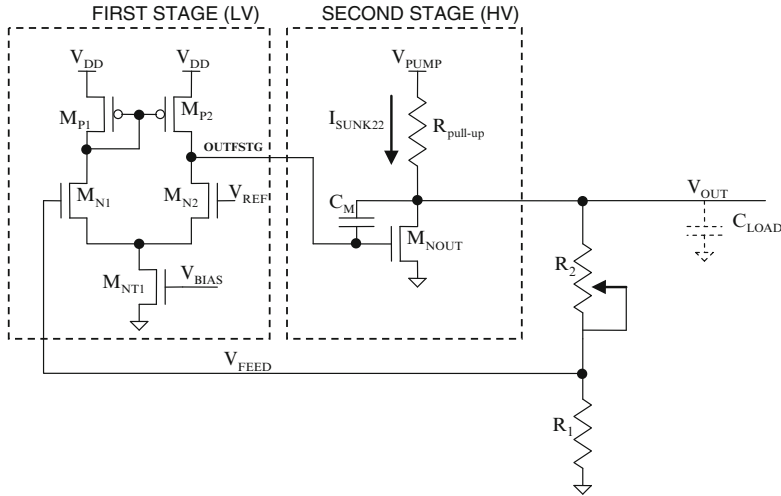 FIRST STAGE (LV)
SECOND STAGE (HV)
VDD
VDD
VPUMP
MP1
MP2
ISUNK22
Rpull-up
OUTFSTG
MN1
MN2
VREF
CM
MNOUT
VOUT
CLOAD
R2
MNT1
VBIAS
VFEED
R1